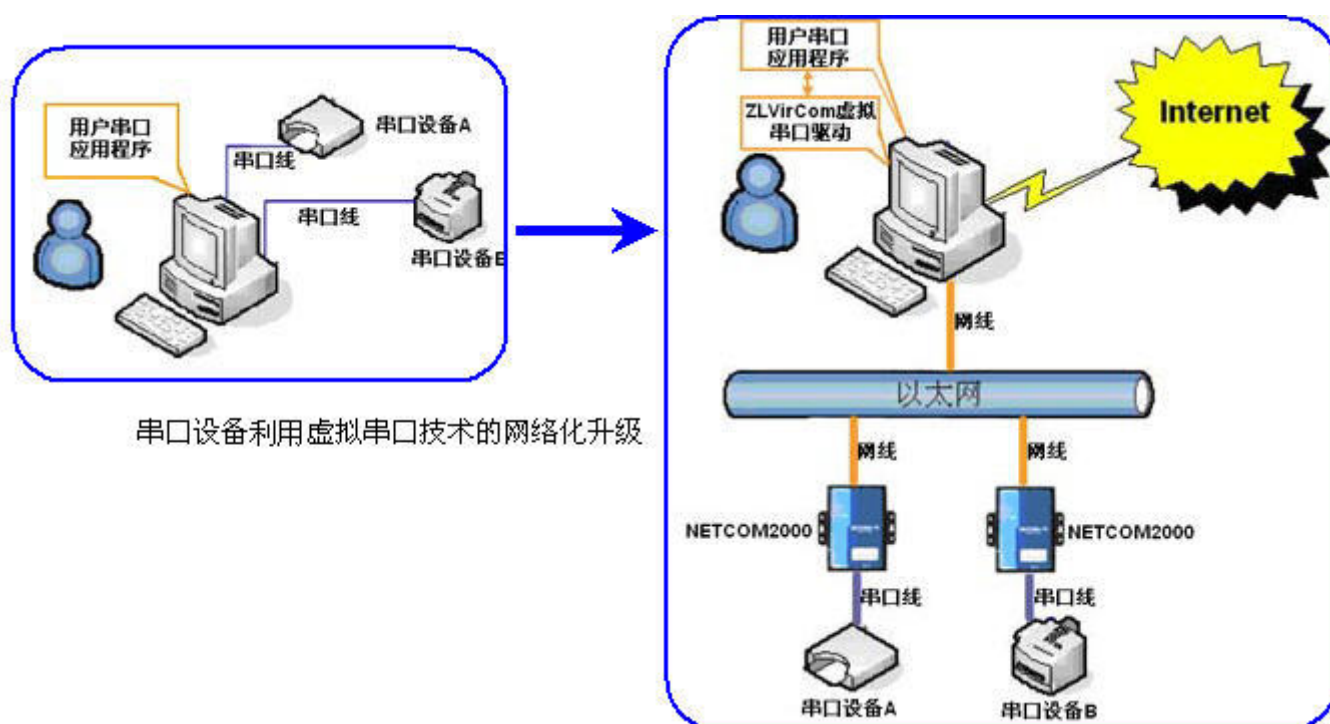 用户串口
应用程序
串口设备A
串口线
串口线
串口设备B
串口设备利用虚拟串口技术的网络化升级
用户串口
应用程序
ZLVirCom虚拟
串口驱动
Internet
网线
以太网
网线
网线
NETCOM2000
NETCOM2000
串口线
串口线
串口设备A
串口设备B